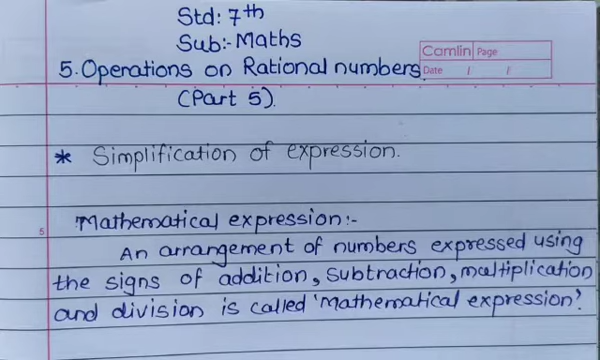 Std: 7th
Sub:- Maths
Camlin Page
Date / /
5. Operations on Rational numbers
(Part 5).
* Simplification of expression.
5
Mathematical expression:-
An arrangement of numbers expressed using
the signs of addition, subtraction, multiplication
and division is called 'Mathematical expression'.